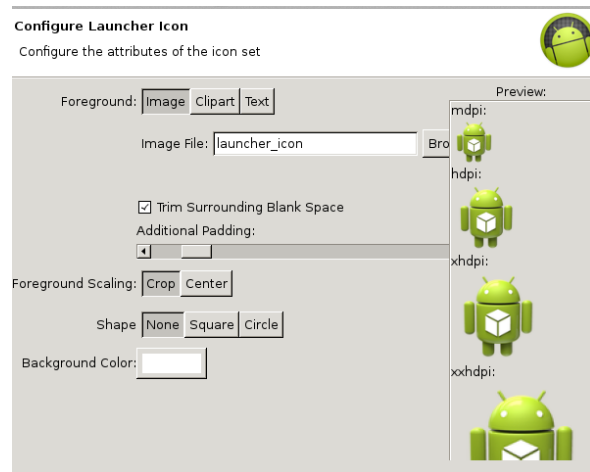 Configure Launcher Icon
Configure the attributes of the icon set
Preview:
Foreground: Image Clipart Text
mdpi:
Image File: launcher_icon Bro
hdpi:
Trim Surrounding Blank Space
Additional Padding:
xhdpi:
Foreground Scaling: Crop Center
Shape None Square Circle
Background Color:
xxhdpi: